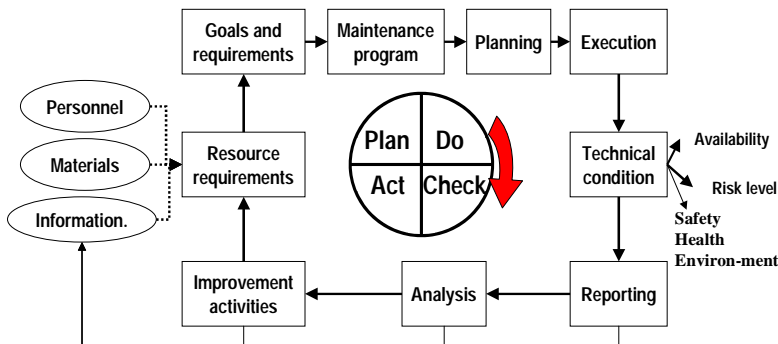 Goals and
requirements
Maintenance
program
Planning
Execution
Personnel
Materials
Information.
Resource
requirements
Plan
Do
Act
Check
Technical
condition
Availability
Risk level
Safety
Health
Environ-ment
Improvement
activities
Analysis
Reporting